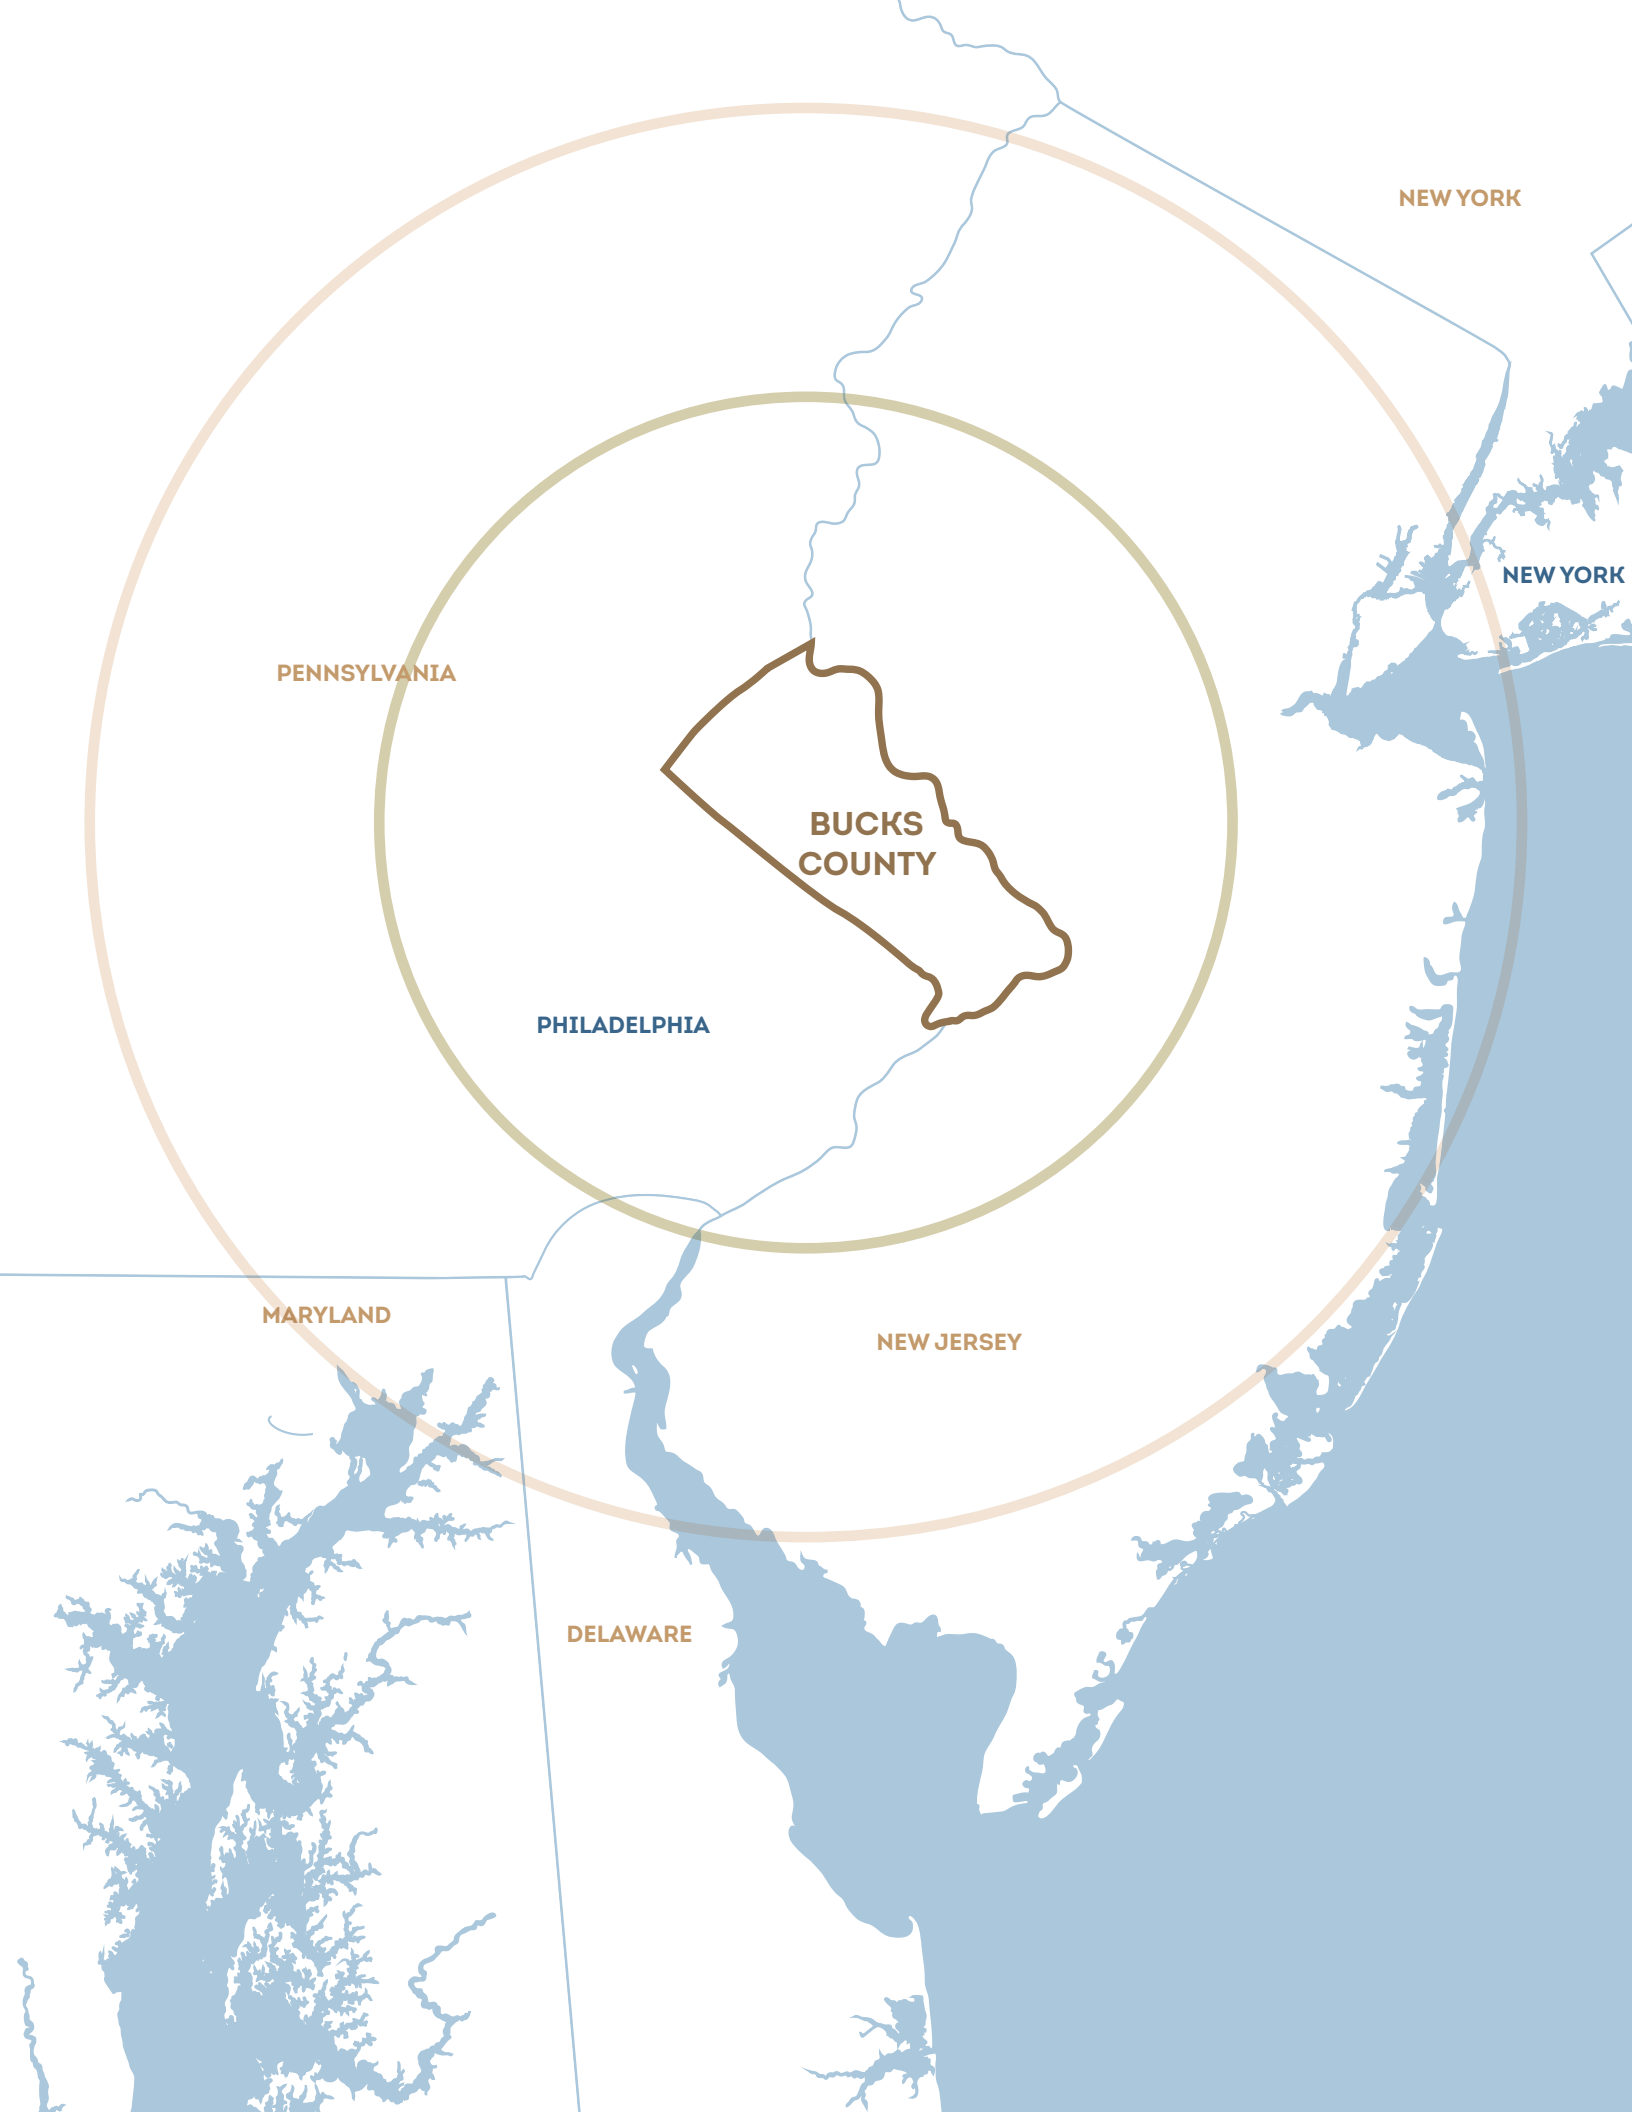 NEW YORK
NEW YORK
PENNSYLVANIA
BUCKS
COUNTY
PHILADELPHIA
MARYLAND
NEW JERSEY
DELAWARE